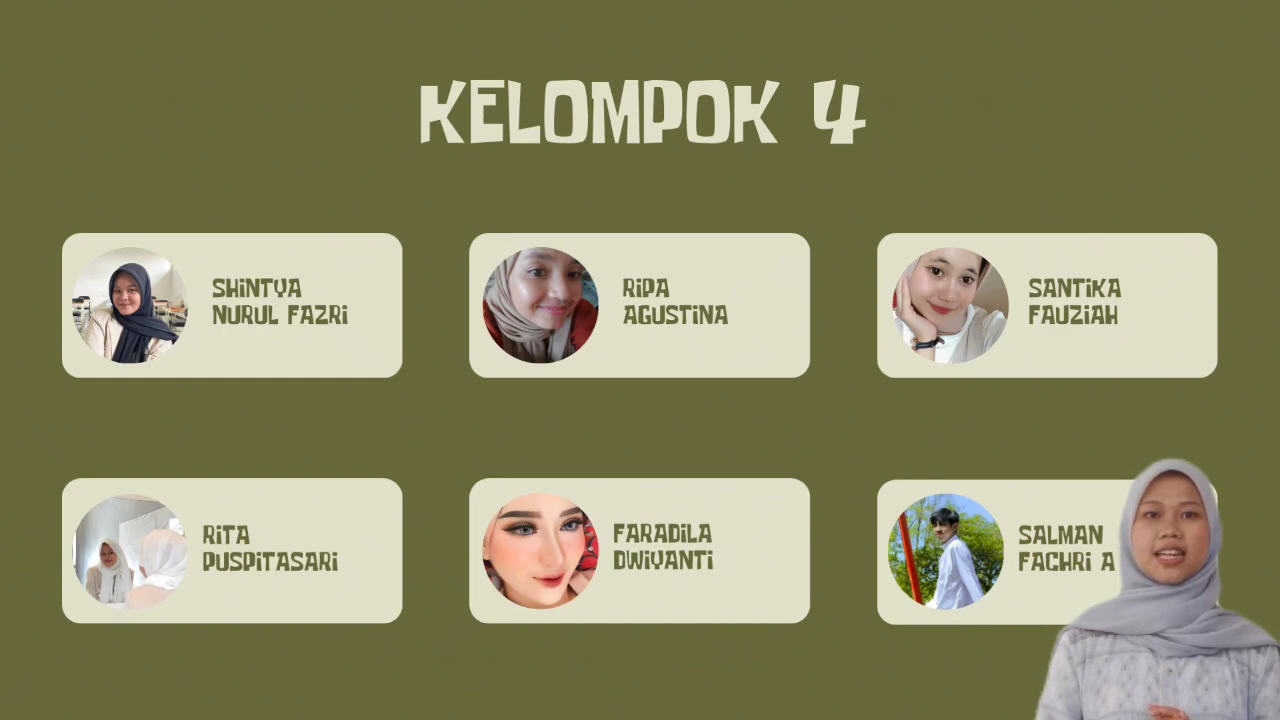 KELOMPOK 4
SHINTYA
NURUL FAZRI
RIPA
AGUSTINA
SANTIKA
FAUZIAH
RITA
PUSPITASARI
FARADILA
DWIYANTI
SALMAN
FACHRI A